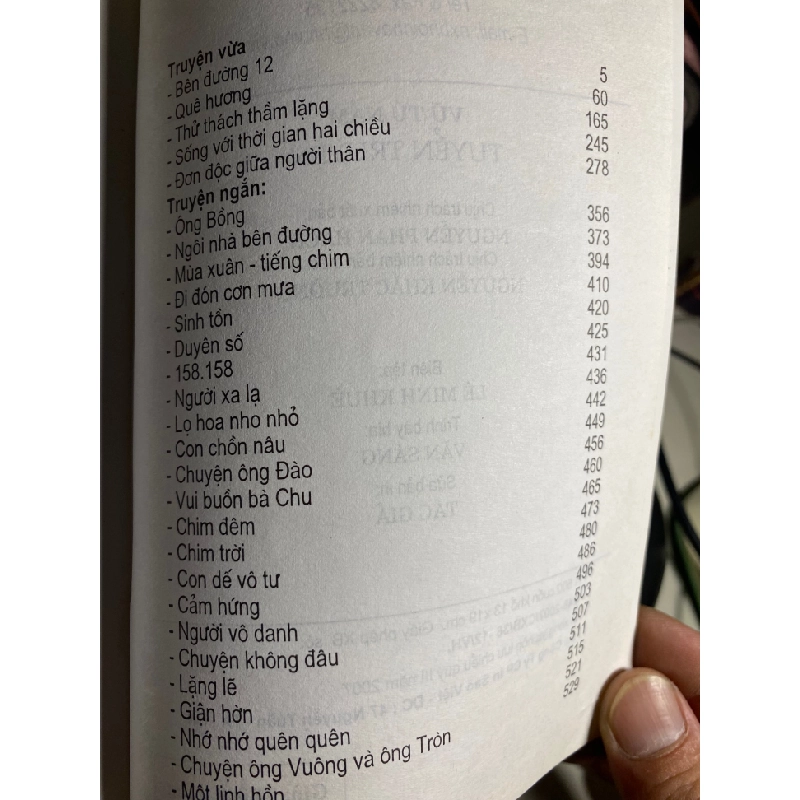 Truyện vừa
- Bên đường 12 5
- Quê hương 60
- Thử thách thầm lặng 165
- Sống với thời gian hai chiều 245
- Đơn độc giữa người thân 278
Truyện ngắn:
- Ông Bồng 356
- Ngôi nhà bên đường 373
- Mùa xuân - tiếng chim 394
- Đi đón cơn mưa 410
- Sinh tồn 420
- Duyên số 425
- 158.158 431
- Người xa lạ 436
- Lọ hoa nho nhỏ 442
- Con chồn nâu 449
- Chuyện ông Đào 456
- Vui buồn bà Chu 460
- Chim đêm 465
- Chim trời 473
- Con dế vô tư 480
- Cảm hứng 486
- Người vô danh 496
- Chuyện không đâu 503
- Lặng lẽ 507
- Giận hờn 511
- Nhớ nhớ quên quên 515
- Chuyện ông Vuông và ông Tròn 521
- Một linh hồn 529